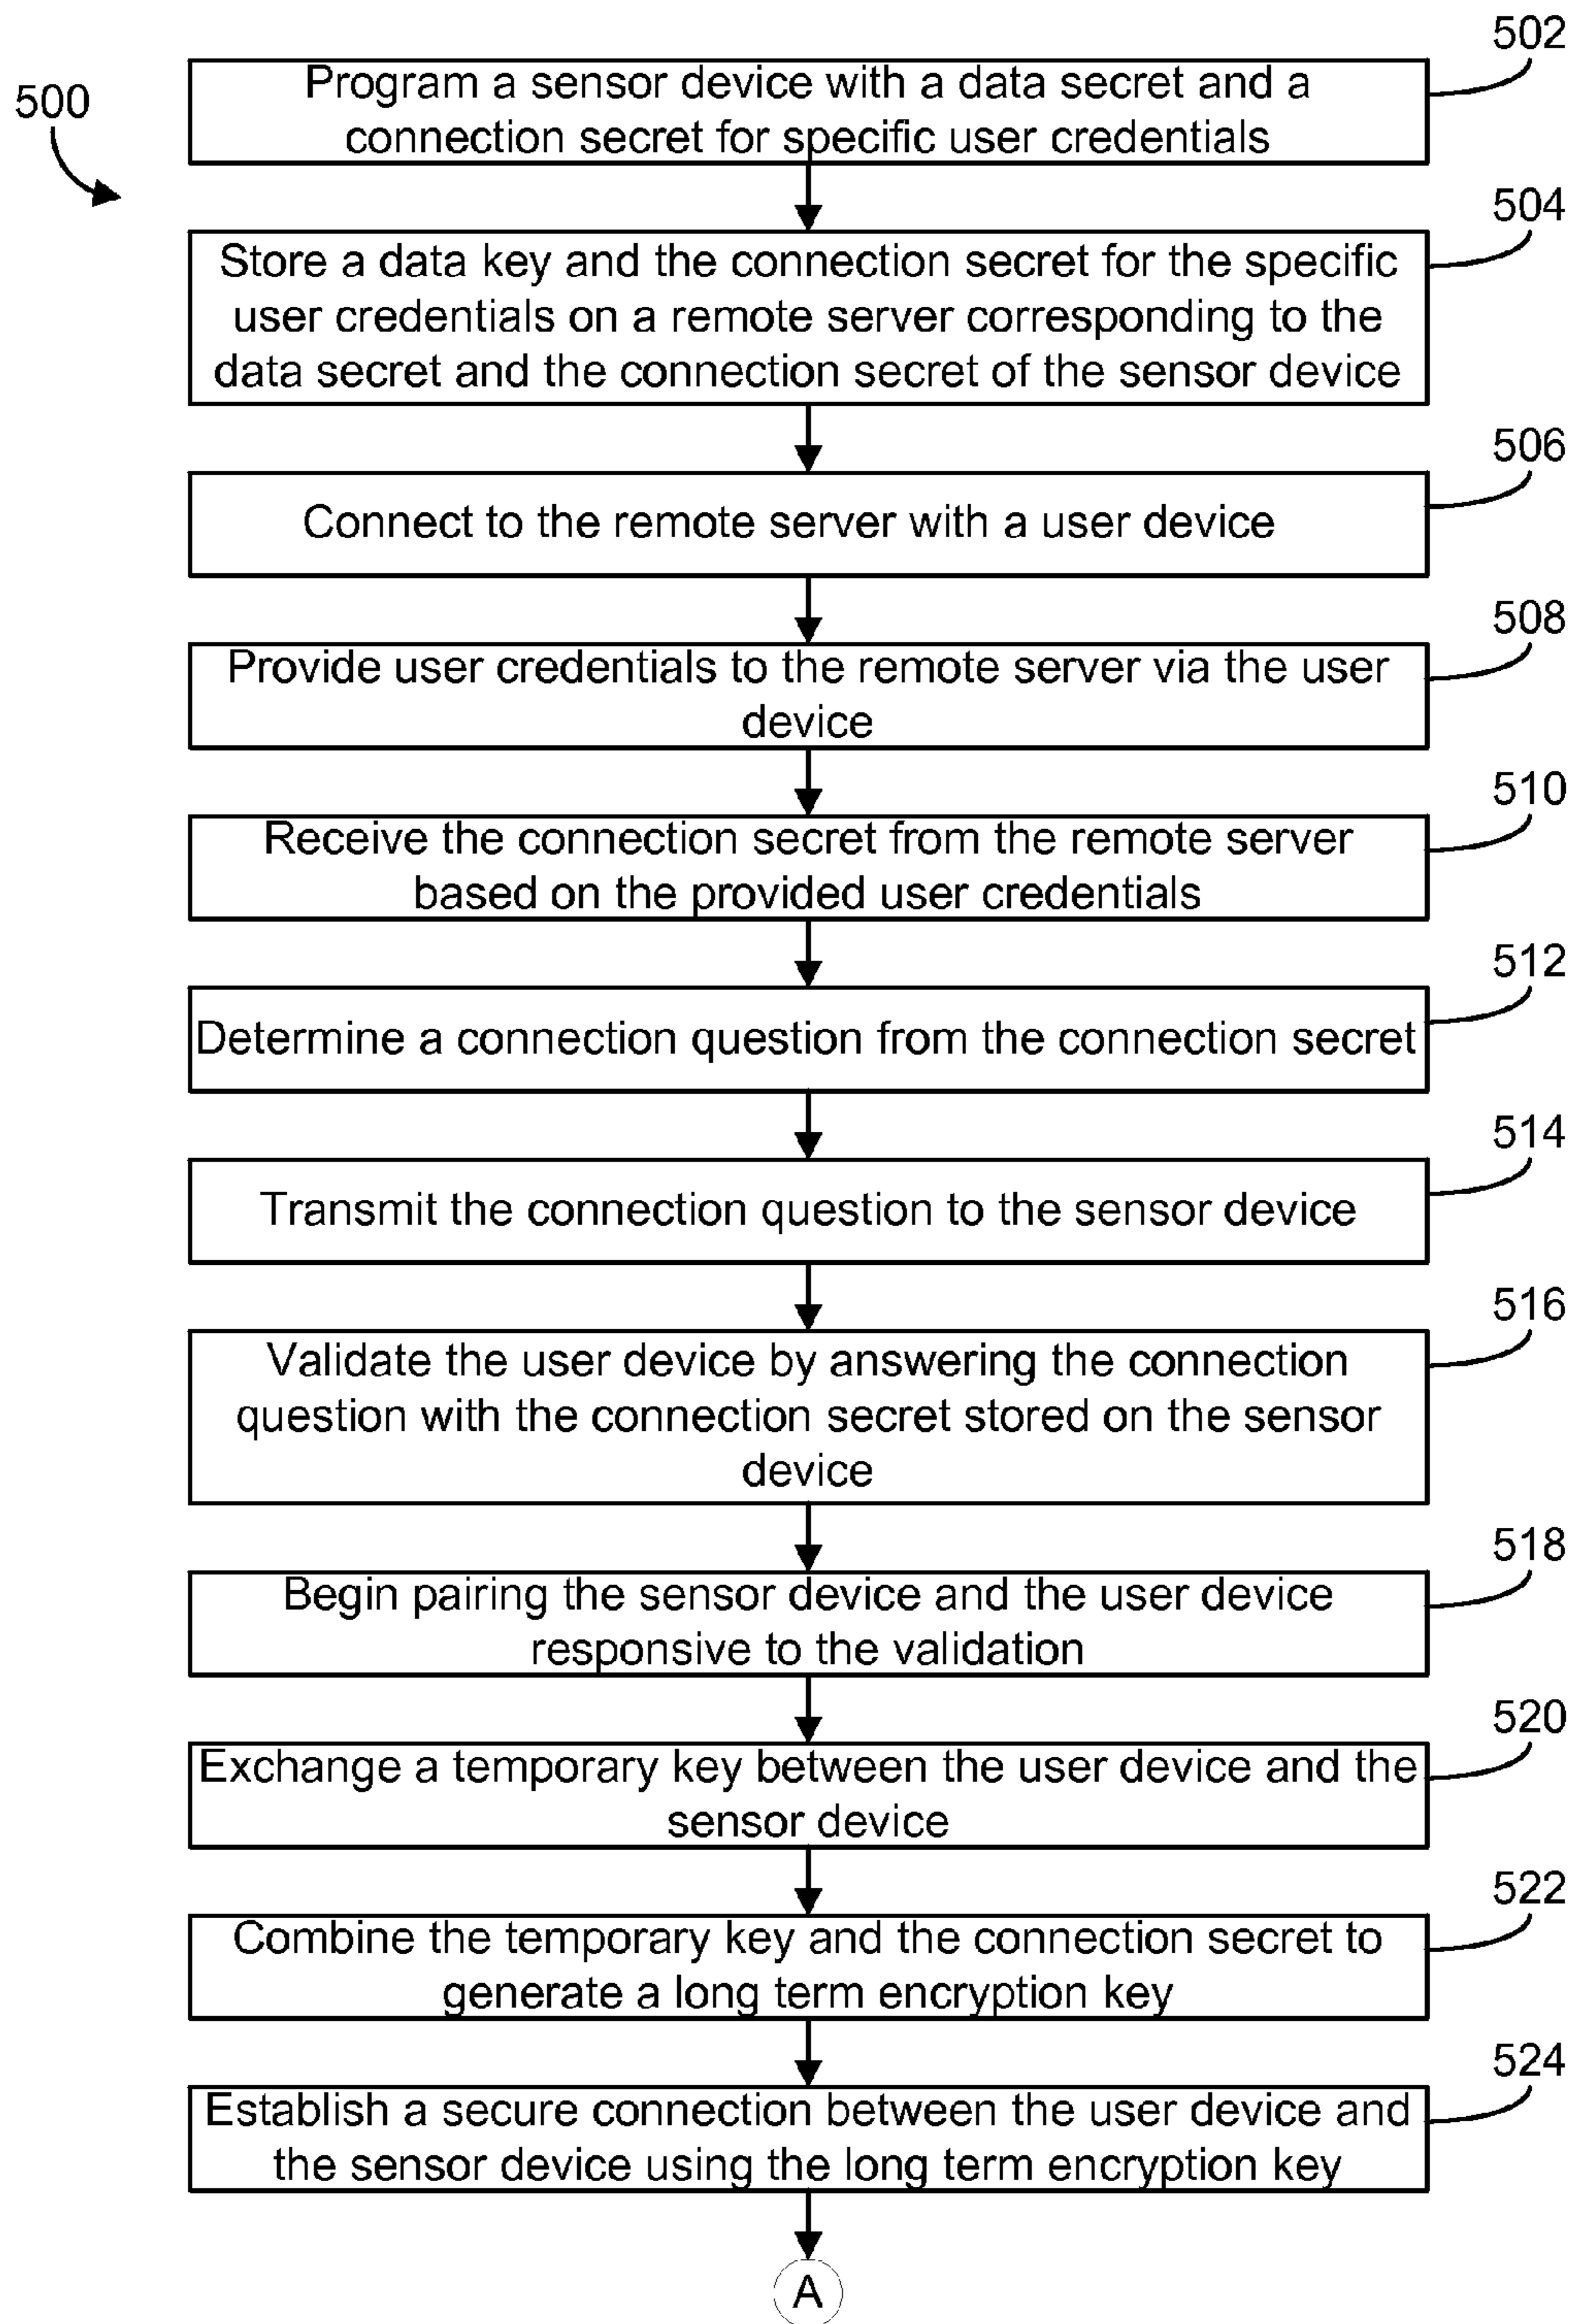 500
502
Program a sensor device with a data secret and a
connection secret for specific user credentials
504
Store a data key and the connection secret for the specific
user credentials on a remote server corresponding to the
data secret and the connection secret of the sensor device
506
Connect to the remote server with a user device
508
Provide user credentials to the remote server via the user
device
510
Receive the connection secret from the remote server
based on the provided user credentials
512
Determine a connection question from the connection secret
514
Transmit the connection question to the sensor device
516
Validate the user device by answering the connection
question with the connection secret stored on the sensor
device
518
Begin pairing the sensor device and the user device
responsive to the validation
520
Exchange a temporary key between the user device and the
sensor device
522
Combine the temporary key and the connection secret to
generate a long term encryption key
524
Establish a secure connection between the user device and
the sensor device using the long term encryption key
A